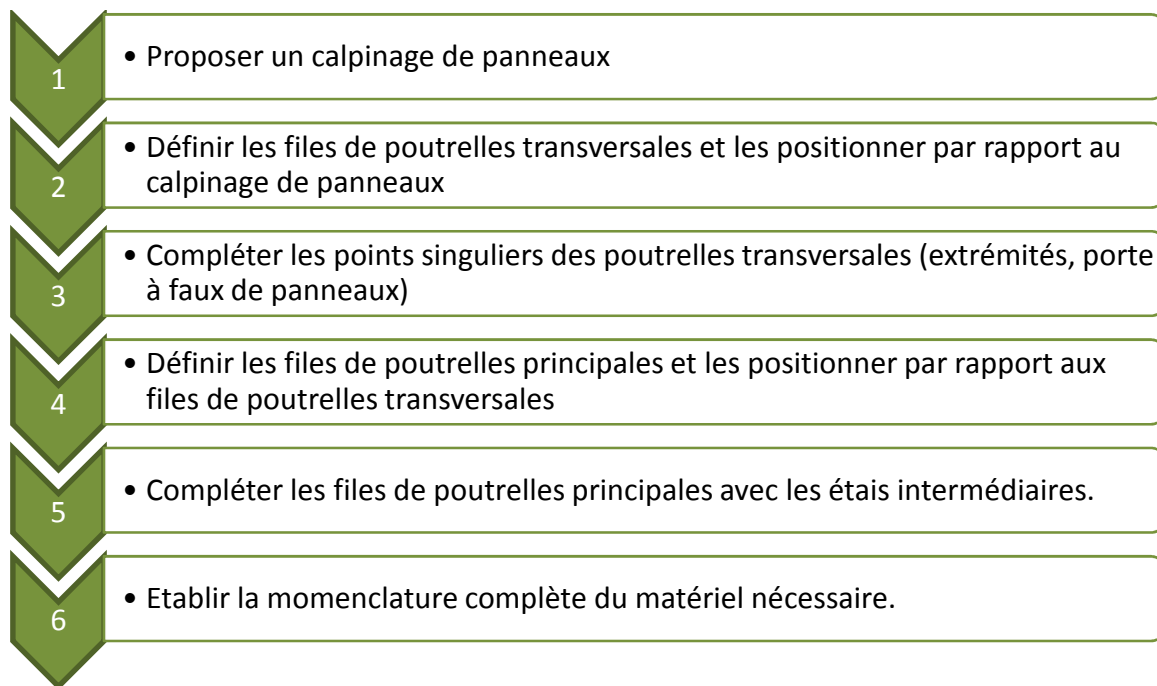 1
• Proposer un calpinage de panneaux
2
• Définir les files de poutrelles transversales et les positionner par rapport au
calpinage de panneaux
3
• Compléter les points singuliers des poutrelles transversales (extrémités, porte
à faux de panneaux)
4
• Définir les files de poutrelles principales et les positionner par rapport aux
files de poutrelles transversales
5
• Compléter les files de poutrelles principales avec les étais intermédiaires.
6
• Etablir la momenclature complète du matériel nécessaire.